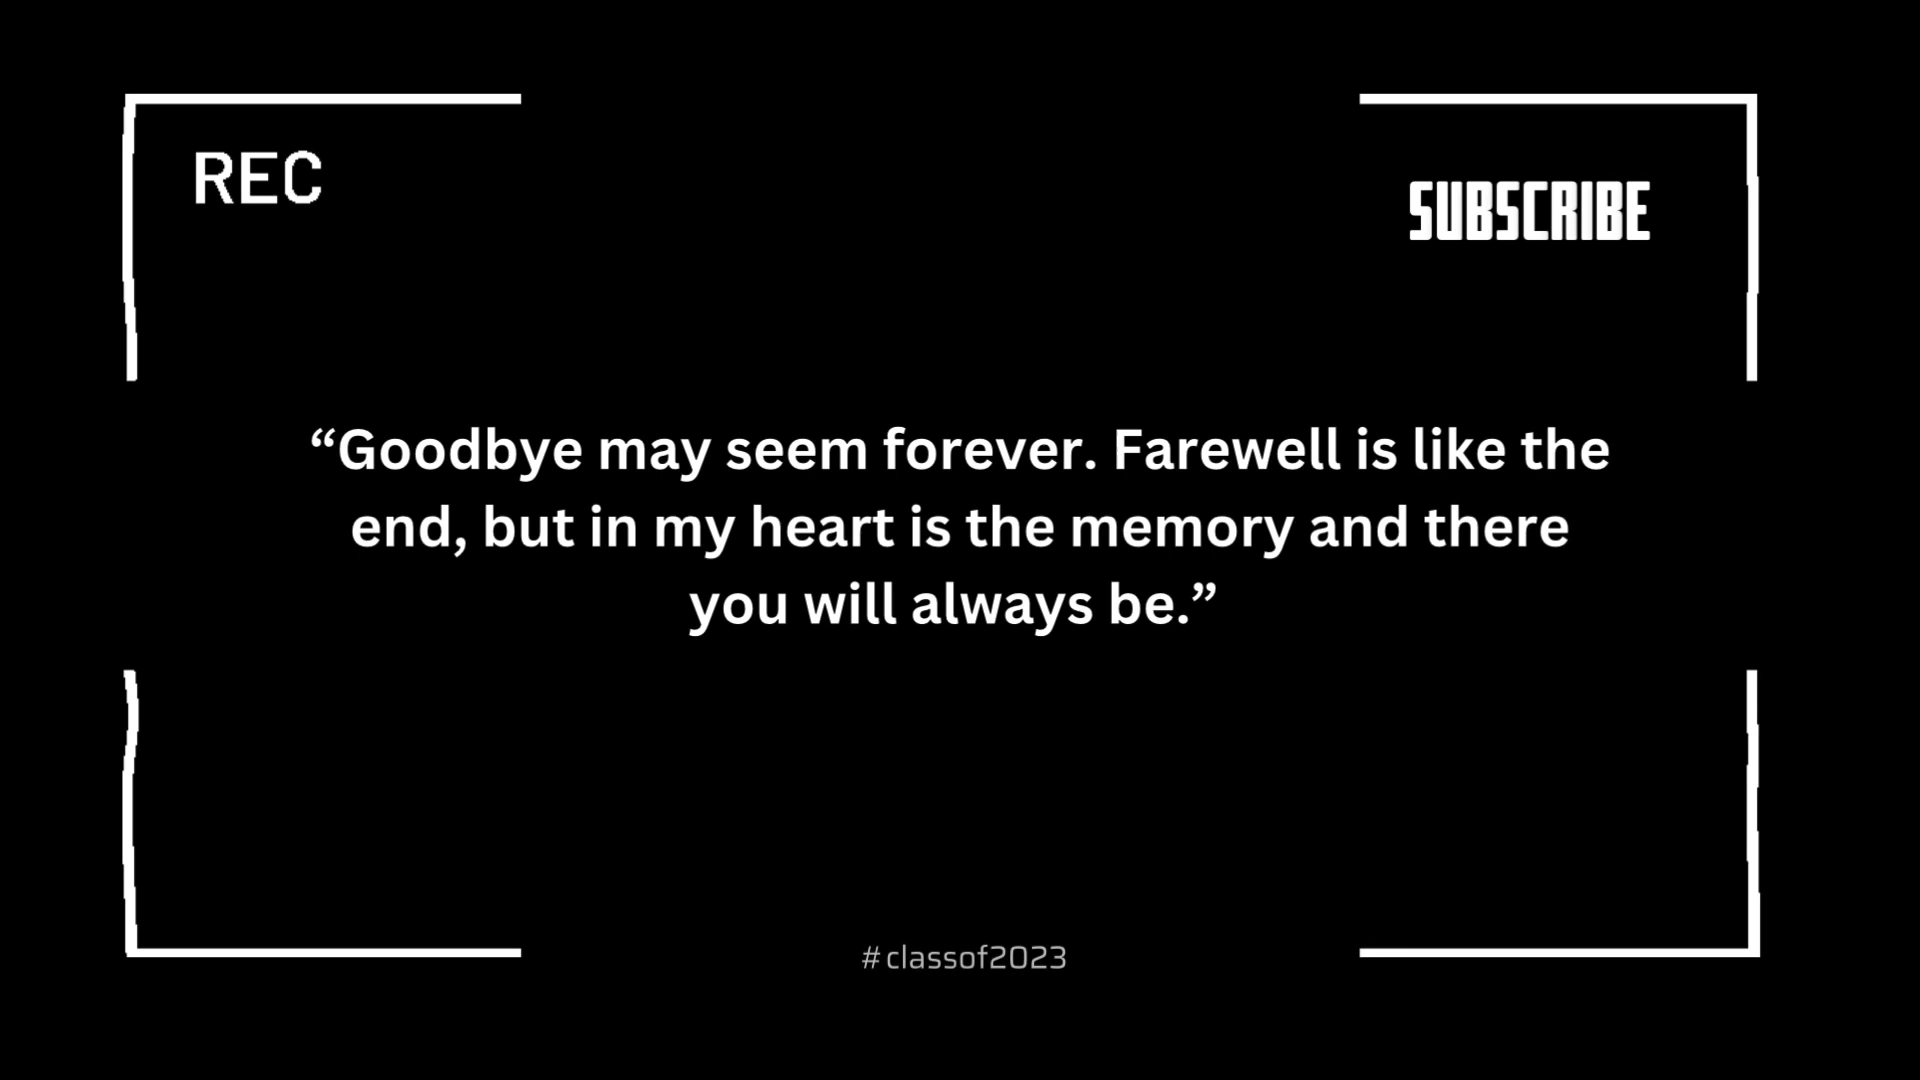 REC
SUBSCRIBE
“Goodbye may seem forever. Farewell is like the
end, but in my heart is the memory and there
you will always be.”
#classof2023